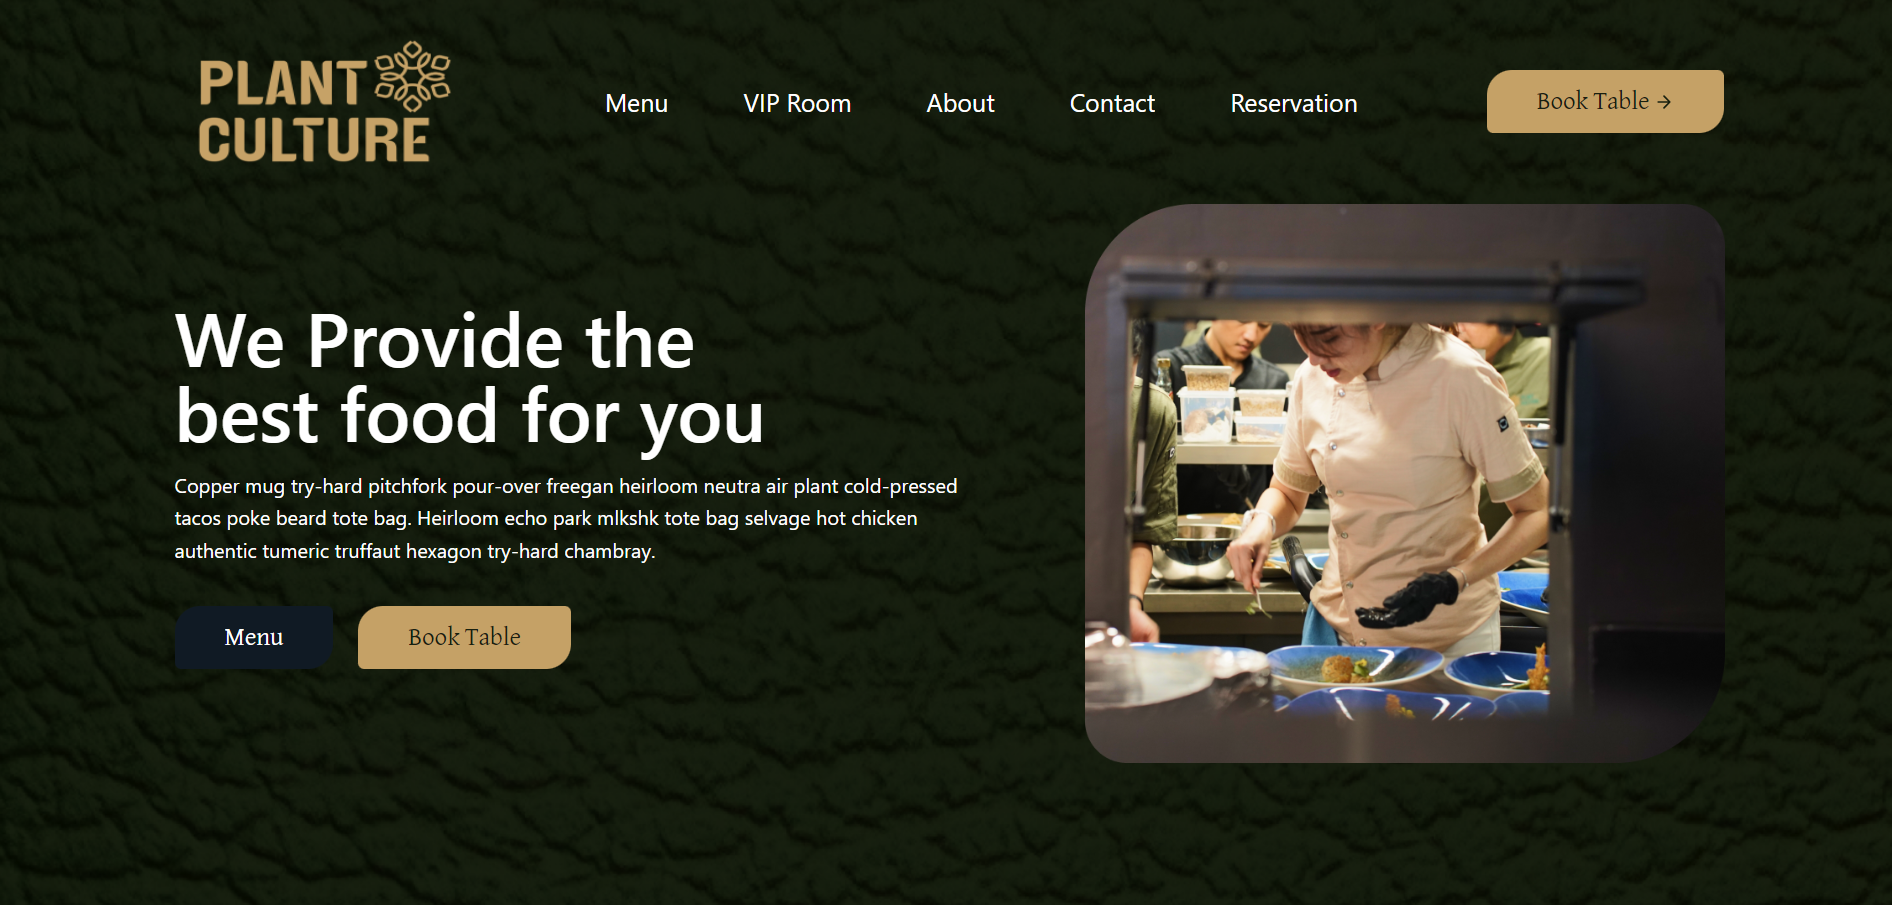 PLANT
CULTURE
Menu
VIP Room
About
Contact
Reservation
Book Table →
We Provide the
best food for you
Copper mug try-hard pitchfork pour-over freegan heirloom neutra air plant cold-pressed
tacos poke beard tote bag. Heirloom echo park mlkshk tote bag selvage hot chicken
authentic tumeric truffaut hexagon try-hard chambray.
Menu
Book Table